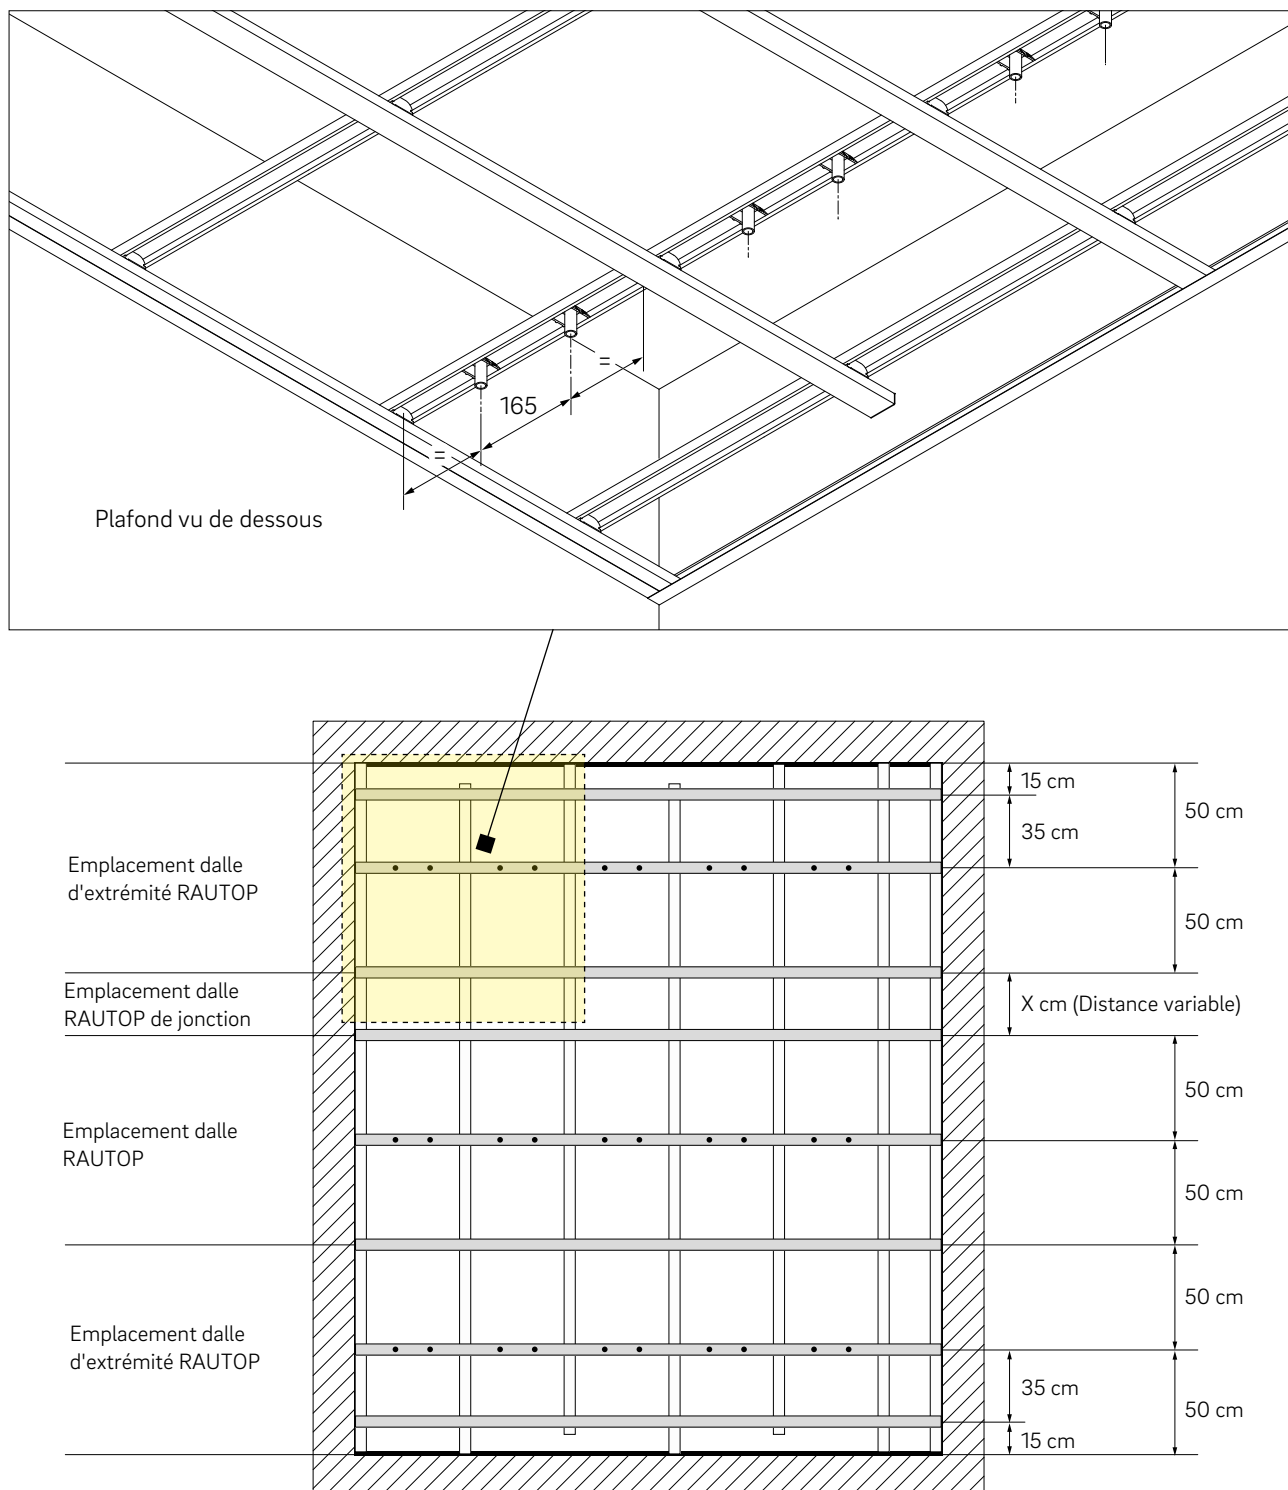 =
165
=
Plafond vu de dessous
15 cm
50 cm
35 cm
Emplacement dalle
d'extrémité RAUTOP
50 cm
Emplacement dalle
RAUTOP de jonction
X cm (Distance variable)
50 cm
Emplacement dalle
RAUTOP
50 cm
50 cm
Emplacement dalle
d'extrémité RAUTOP
35 cm
50 cm
15 cm